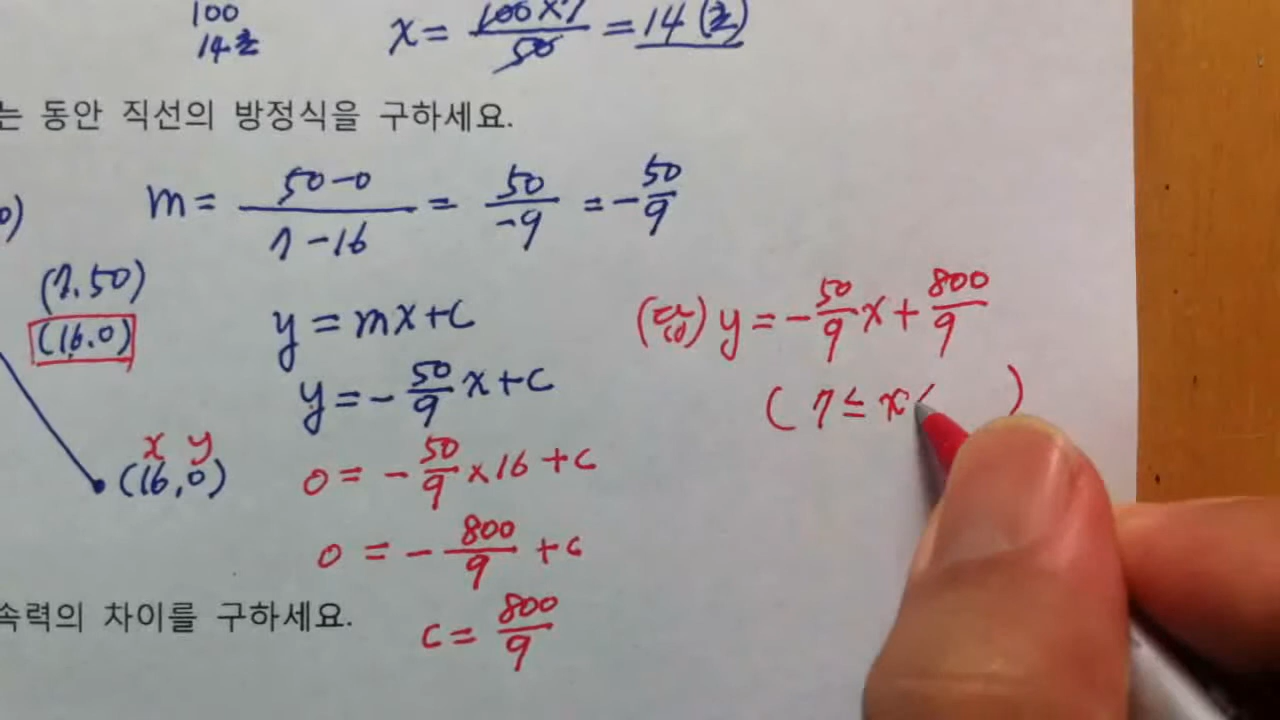 100
14초
x = 100×7/50 = 14(초)
는 동안 직선의 방정식을 구하세요.
0)
m = 50-0/7-16 = 50/-9 = -50/9
(7.50)
(16.0)
y = mx+c
(답) y = -50/9 x + 800/9
y = -50/9 x+c
( 7 ≤ x )
x y
(16,0)
0 = -50/9 ×16 +c
0 = -800/9 +c
속력의 차이를 구하세요.
c = 800/9